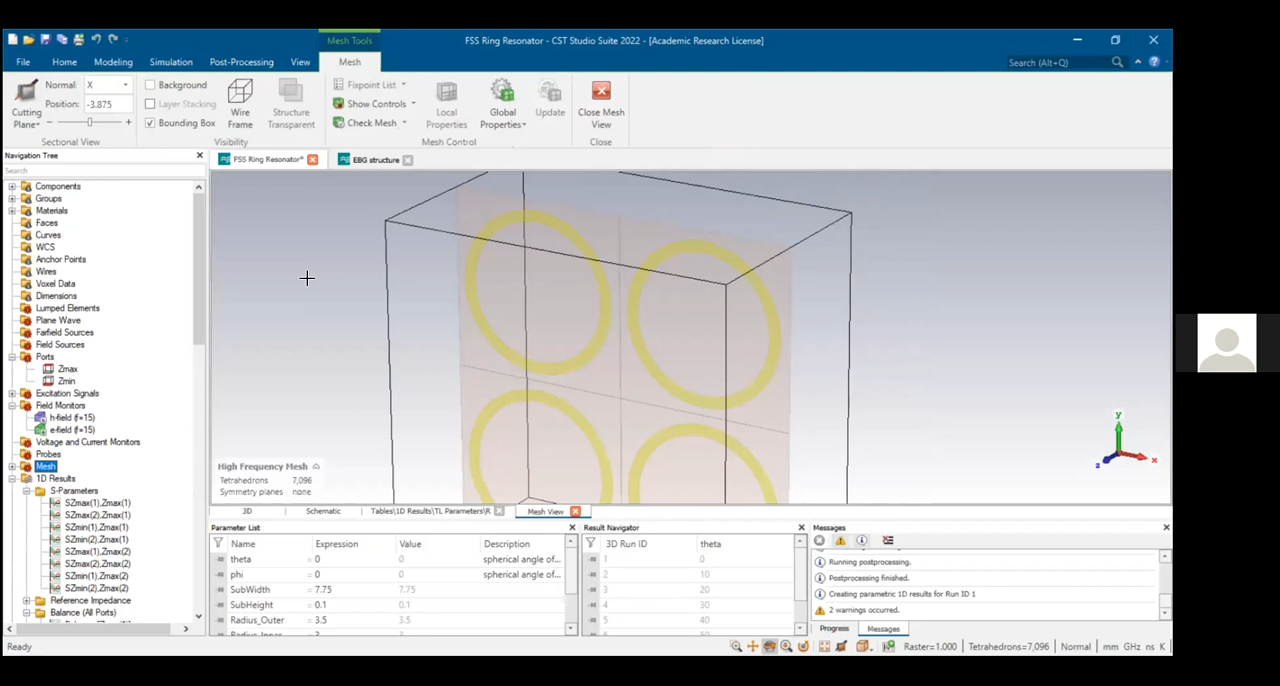 Mesh Tools
FSS Ring Resonator - CST Studio Suite 2022 - [Academic Research License]
File Home Modeling Simulation Post-Processing View Mesh
Search (Alt+Q)
Normal: X
Position: -3.875
Cutting
Plane
Sectional View
Background
Layer Stacking
Bounding Box
Wire
Frame
Structure
Transparent
Visibility
Fixpoint List
Show Controls
Check Mesh
Local
Properties
Global
Properties
Update
Mesh Control
Close Mesh
View
Close
Navigation Tree
Search
Components
Groups
Materials
Faces
Curves
WCS
Anchor Points
Wires
Voxel Data
Dimensions
Lumped Elements
Plane Wave
Farfield Sources
Field Sources
Ports
Zmax
Zmin
Excitation Signals
Field Monitors
h-field (f=15)
e-field (f=15)
Voltage and Current Monitors
Probes
Mesh
1D Results
S-Parameters
SZmax(1),Zmax(1)
SZmax(2),Zmax(1)
SZmin(1),Zmax(1)
SZmin(2),Zmax(1)
SZmax(1),Zmax(2)
SZmax(2),Zmax(2)
SZmin(1),Zmax(2)
SZmin(2),Zmax(2)
Reference Impedance
Balance (All Ports)
FSS Ring Resonator*
EBG structure
High Frequency Mesh
Tetrahedrons 7,096
Symmetry planes none
y
x
z
3D Schematic Tables\1D Results\TL Parameters\R Mesh View
Parameter List
Name Expression Value Description
theta = 0 0 spherical angle of...
phi = 0 0 spherical angle of...
SubWidth = 7.75 7.75
SubHeight = 0.1 0.1
Radius_Outer = 3.5 3.5
Result Navigator
3D Run ID theta
1 0
2 10
3 20
4 30
5 40
Messages
Running postprocessing.
Postprocessing finished.
Creating parametric 1D results for Run ID 1
2 warnings occurred.
Progress Messages
Ready
Raster=1.000 Tetrahedrons=7,096 Normal mm GHz ns K